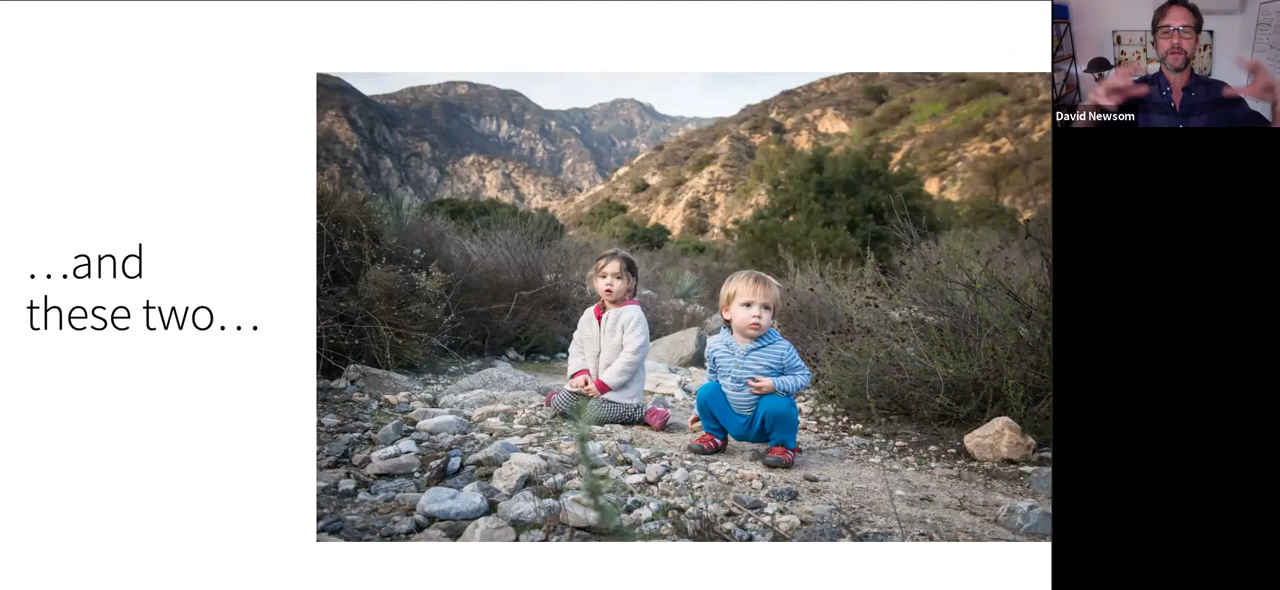 …and
these two…
David Newsom